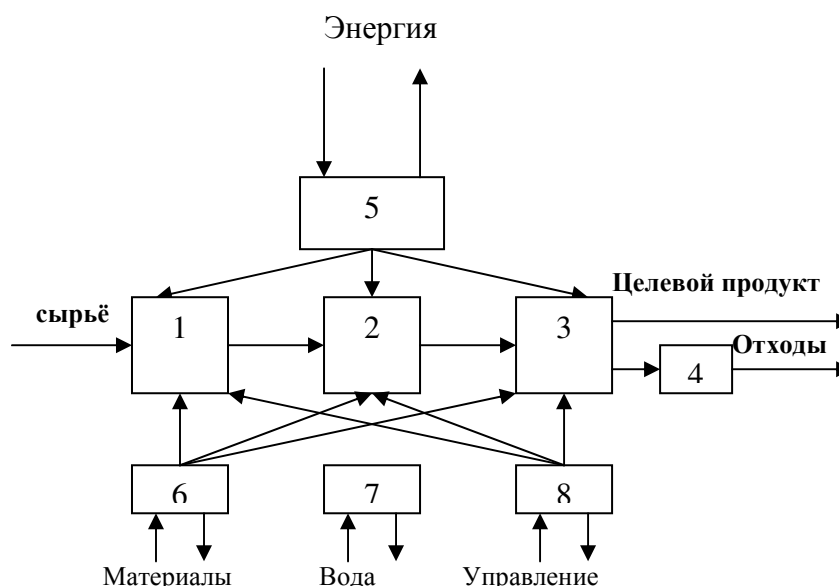 Энергия
5
Целевой продукт
сырьё
1
2
3
Отходы
4
6
7
8
Материалы
Вода
Управление